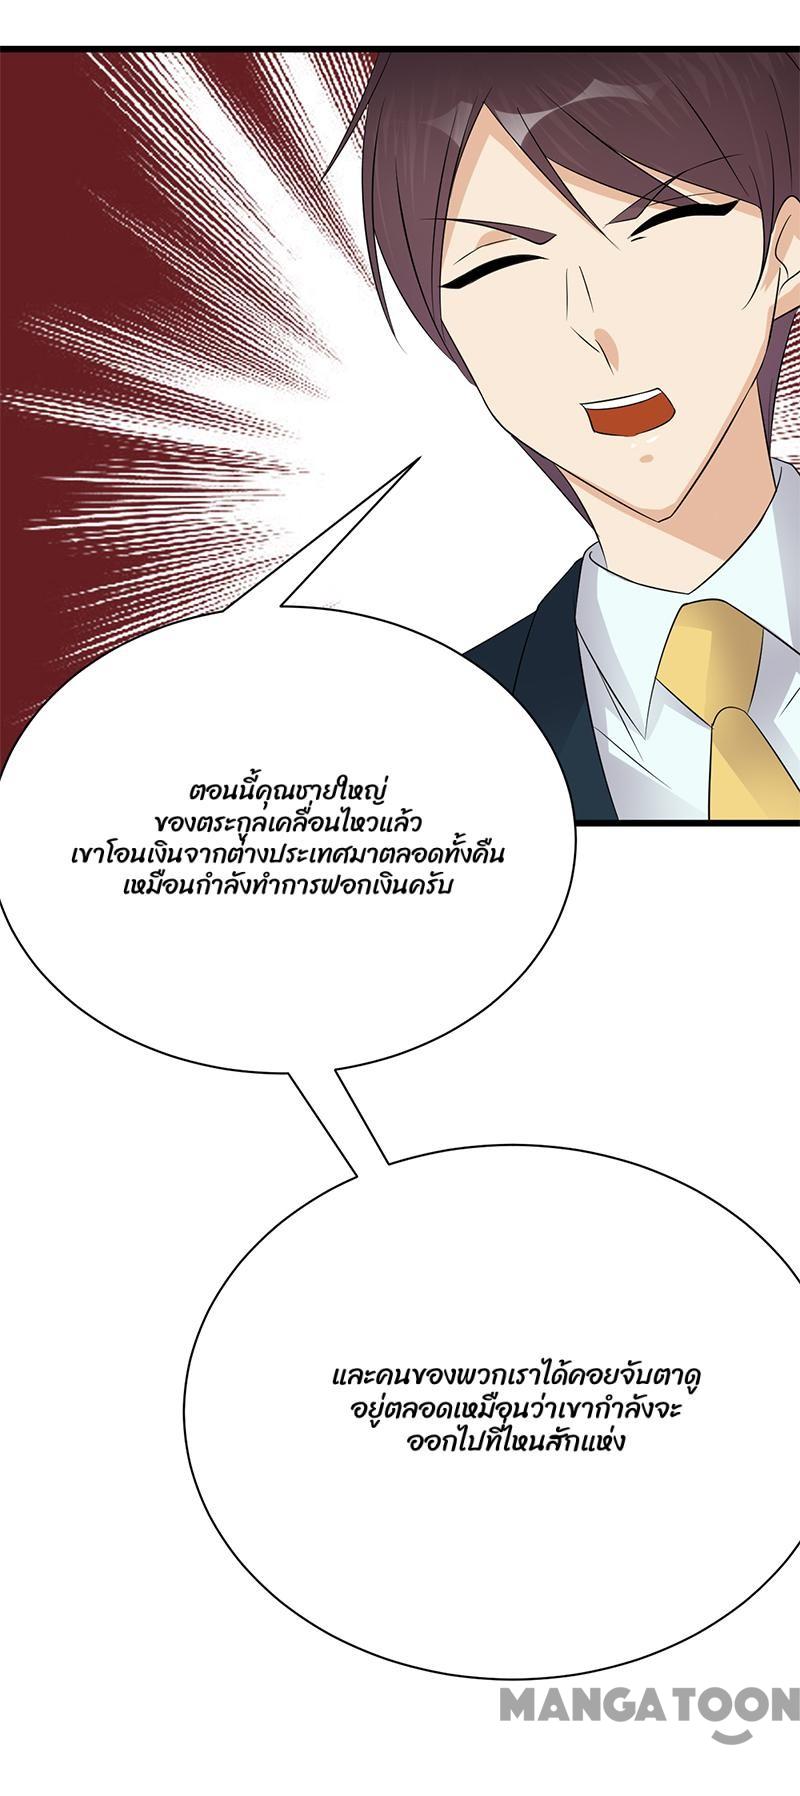 ตอนนี้คุณชายใหญ่
ของตระกูลเคลื่อนไหวแล้ว
เขาโอนเงินจากต่างประเทศมาตลอดทั้งคืน
เหมือนกำลังทำการฟอกเงินครับ
และคนของพวกเราได้คอยจับตาดู
อยู่ตลอดเหมือนว่าเขากำลังจะ
ออกไปที่ไหนสักแห่ง
MANGATOON